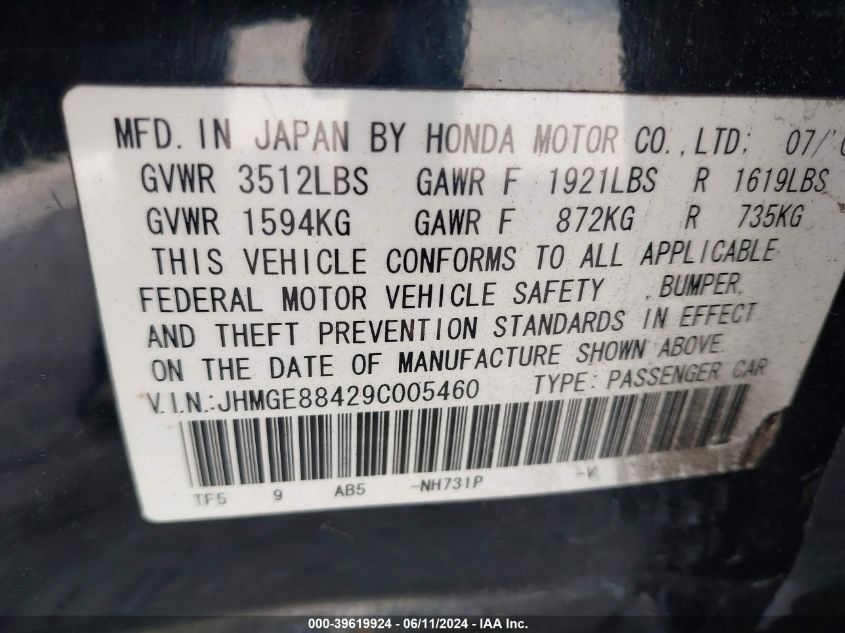 MFD. IN JAPAN BY HONDA MOTOR CO.,LTD; 07/'0
GVWR 3512LBS GAWR F 1921LBS R 1619LBS
GVWR 1594KG GAWR F 872KG R 735KG
THIS VEHICLE CONFORMS TO ALL APPLICABLE
FEDERAL MOTOR VEHICLE SAFETY , BUMPER,
AND THEFT PREVENTION STANDARDS IN EFFECT
ON THE DATE OF MANUFACTURE SHOWN ABOVE.
V.I.N.:JHMGE88429C005460 TYPE: PASSENGER CAR
TF5 9 AB5 -NH731P -K
000-39619924 - 06/11/2024 - IAA Inc.